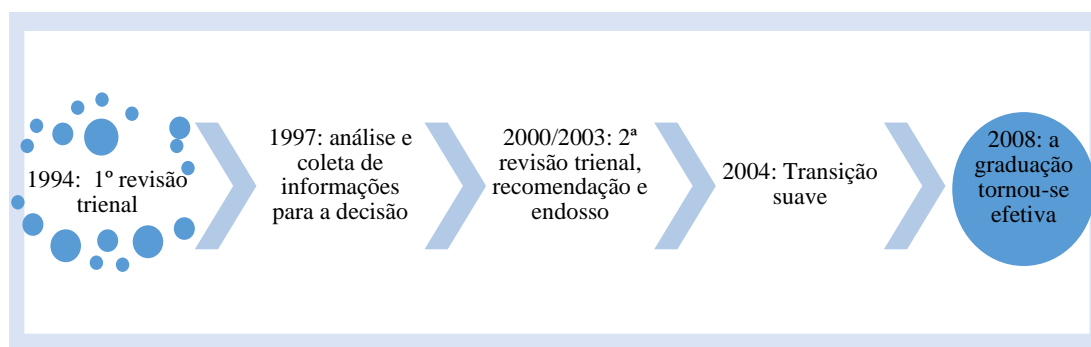 1994:  1º revisão
trienal
1997: análise e
coleta de
informações
para a decisão
2000/2003: 2ª
revisão trienal,
recomendação e
endosso
2004: Transição
suave
2008: a
graduação
tornou-se
efetiva